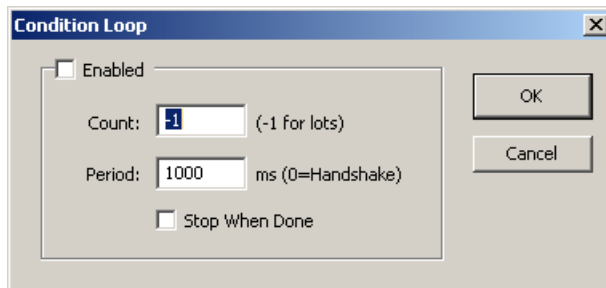 Condition Loop
Enabled
Count: -1 (-1 for lots)
Period: 1000 ms (0=Handshake)
Stop When Done
OK
Cancel